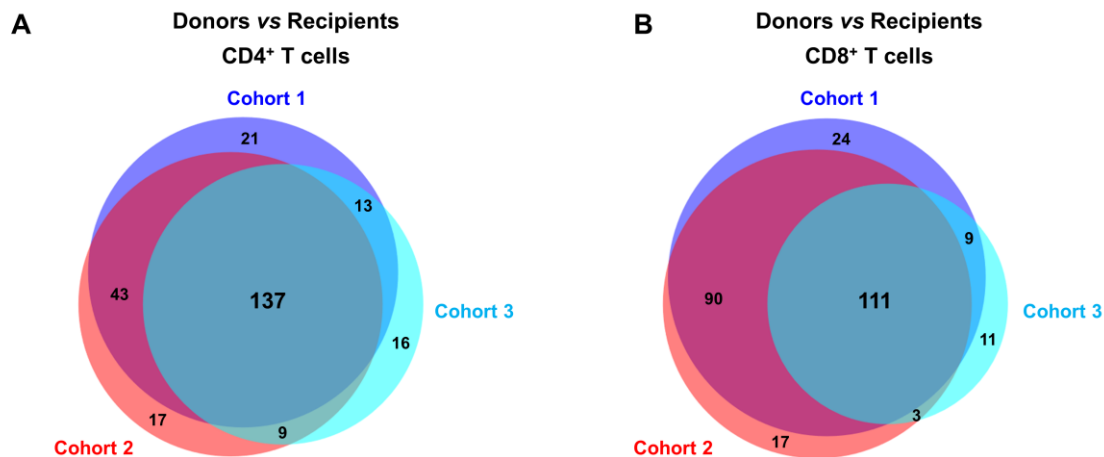 A
Donors vs Recipients
CD4⁺ T cells
Cohort 1
21
13
43
137
Cohort 3
16
17
9
Cohort 2
B
Donors vs Recipients
CD8⁺ T cells
Cohort 1
24
9
90
111
Cohort 3
11
3
17
Cohort 2